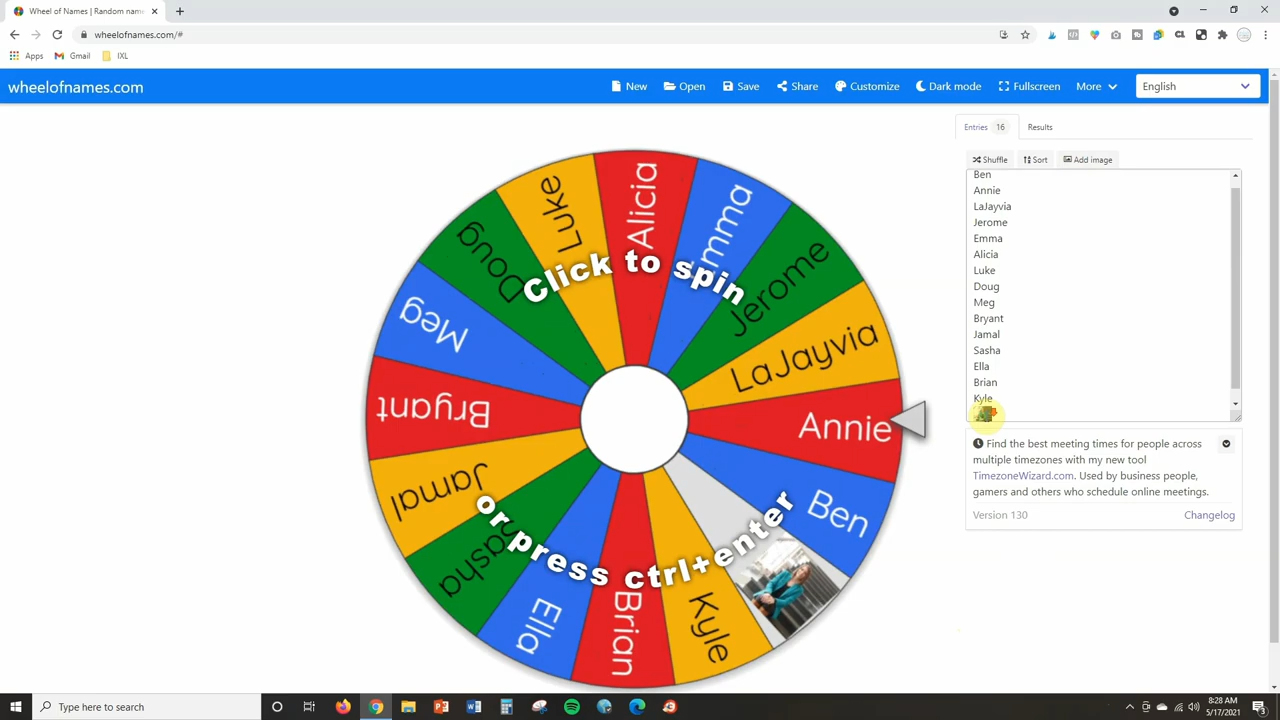 Wheel of Names | Random name
wheelofnames.com/#
Apps
Gmail
IXL
wheelofnames.com
New
Open
Save
Share
Customize
Dark mode
Fullscreen
More
English
Entries 16
Results
Shuffle
Sort
Add image
Ben
Annie
LaJayvia
Jerome
Emma
Alicia
Luke
Doug
Meg
Bryant
Jamal
Sasha
Ella
Brian
Kyle
Find the best meeting times for people across
multiple timezones with my new tool
TimezoneWizard.com. Used by business people,
gamers and others who schedule online meetings.
Version 130
Changelog
Click to spin
or press ctrl+enter
Alicia
Emma
Jerome
LaJayvia
Annie
Ben
Kyle
Brian
Ella
Sasha
Jamal
Bryant
Meg
Doug
Luke
Type here to search
8:28 AM
5/17/2021